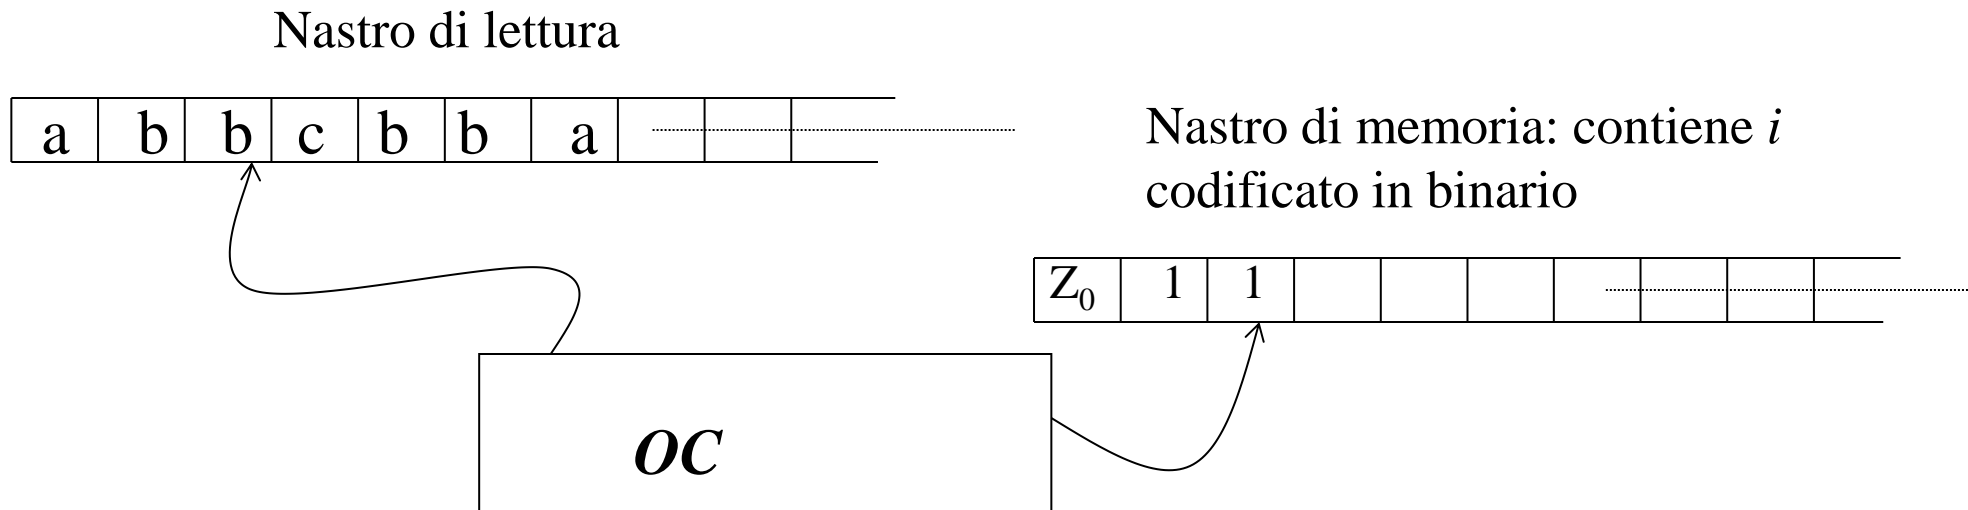 Nastro di lettura
a b b c b b a
Nastro di memoria: contiene i
codificato in binario
Z₀ 1 1
OC